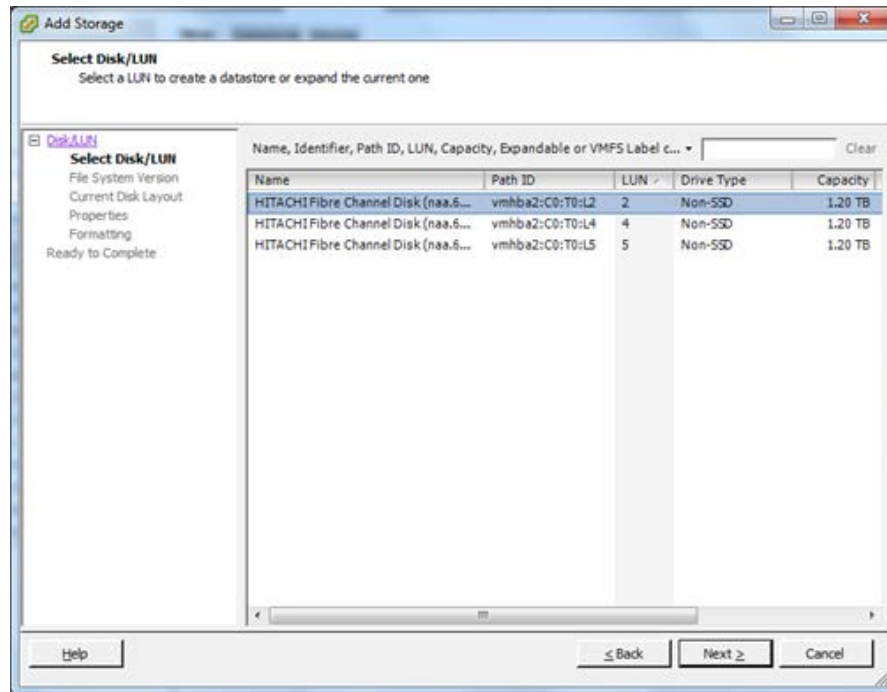 Add Storage
Select Disk/LUN
Select a LUN to create a datastore or expand the current one
Disk/LUN
Select Disk/LUN
File System Version
Current Disk Layout
Properties
Formatting
Ready to Complete
Name, Identifier, Path ID, LUN, Capacity, Expandable or VMFS Label c... Clear
Name Path ID LUN Drive Type Capacity
HITACHI Fibre Channel Disk (naa.6... vmhba2:C0:T0:L2 2 Non-SSD 1.20 TB
HITACHI Fibre Channel Disk (naa.6... vmhba2:C0:T0:L4 4 Non-SSD 1.20 TB
HITACHI Fibre Channel Disk (naa.6... vmhba2:C0:T0:L5 5 Non-SSD 1.20 TB
Help < Back Next > Cancel